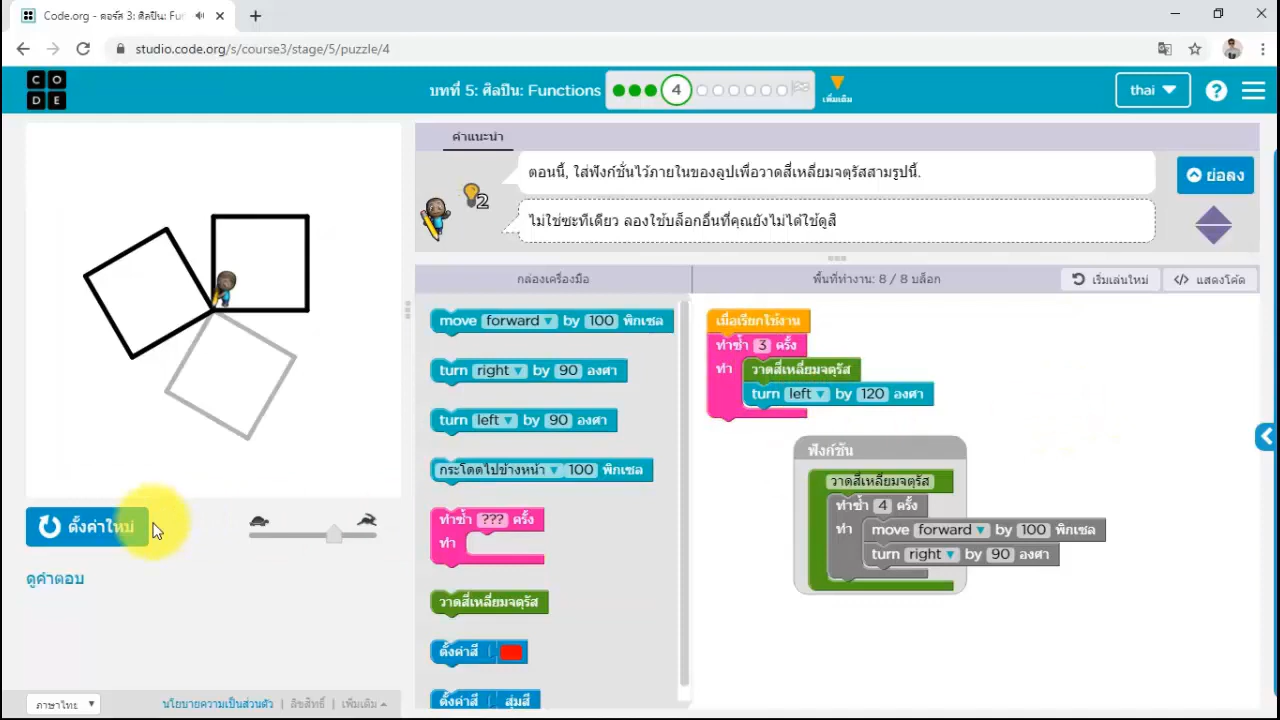 Code.org - คอร์ส 3: ศิลปิน: Fun
studio.code.org/s/course3/stage/5/puzzle/4
C O
D E
บทที่ 5: ศิลปิน: Functions
4
เพิ่มเติม
thai
?
คำแนะนำ
ตอนนี้, ใส่ฟังก์ชั่นไว้ภายในของลูปเพื่อวาดสี่เหลี่ยมจตุรัสสามรูปนี้.
2
ย่อลง
ไม่ใช่ซะทีเดียว ลองใช้บล็อกอื่นที่คุณยังไม่ได้ใช้ดูสิ
กล่องเครื่องมือ
พื้นที่ทำงาน: 8 / 8 บล็อก
เริ่มเล่นใหม่
แสดงโค้ด
move forward by 100 พิกเซล
turn right by 90 องศา
turn left by 90 องศา
กระโดดไปข้างหน้า 100 พิกเซล
ทำซ้ำ ??? ครั้ง
ทำ
วาดสี่เหลี่ยมจตุรัส
ตั้งค่าสี
ตั้งค่าสี สุ่มสี
เมื่อเรียกใช้งาน
ทำซ้ำ 3 ครั้ง
ทำ วาดสี่เหลี่ยมจตุรัส
turn left by 120 องศา
ฟังก์ชัน
วาดสี่เหลี่ยมจตุรัส
ทำซ้ำ 4 ครั้ง
ทำ move forward by 100 พิกเซล
turn right by 90 องศา
ตั้งค่าใหม่
ดูคำตอบ
ภาษาไทย
นโยบายความเป็นส่วนตัว | ลิขสิทธิ์ | เพิ่มเติม